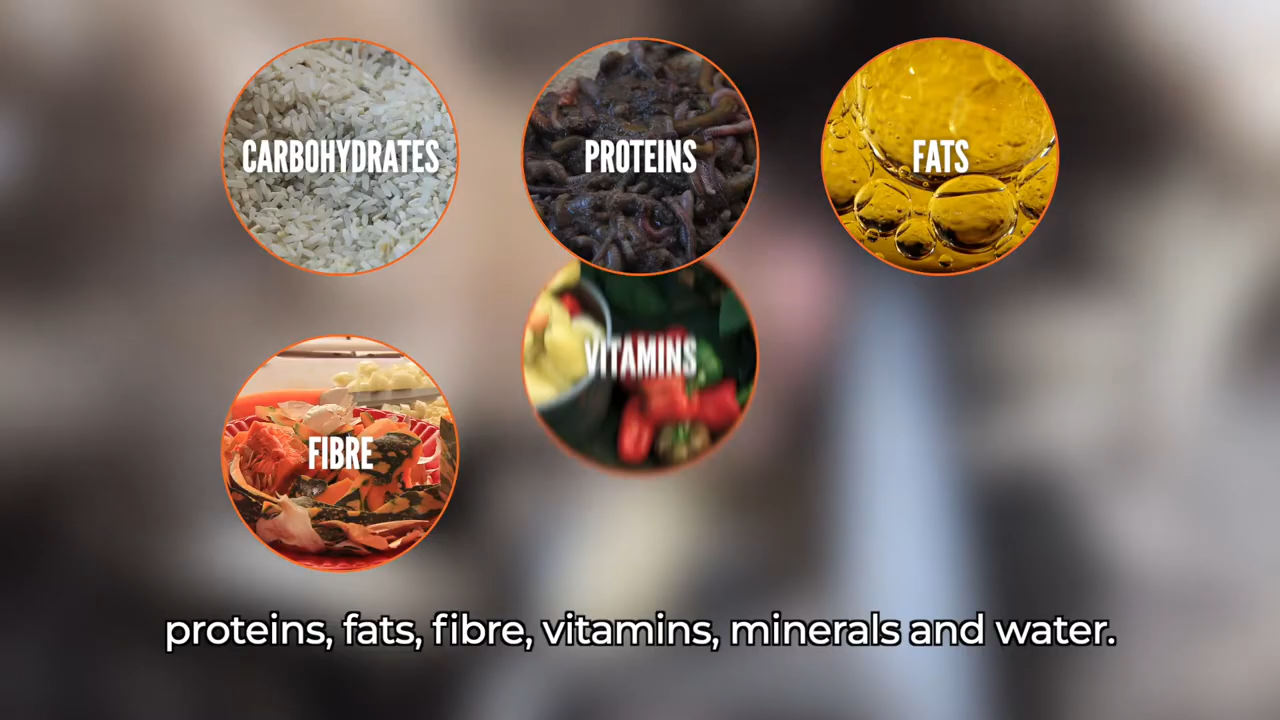 CARBOHYDRATES
PROTEINS
FATS
VITAMINS
FIBRE
proteins, fats, fibre, vitamins, minerals and water.